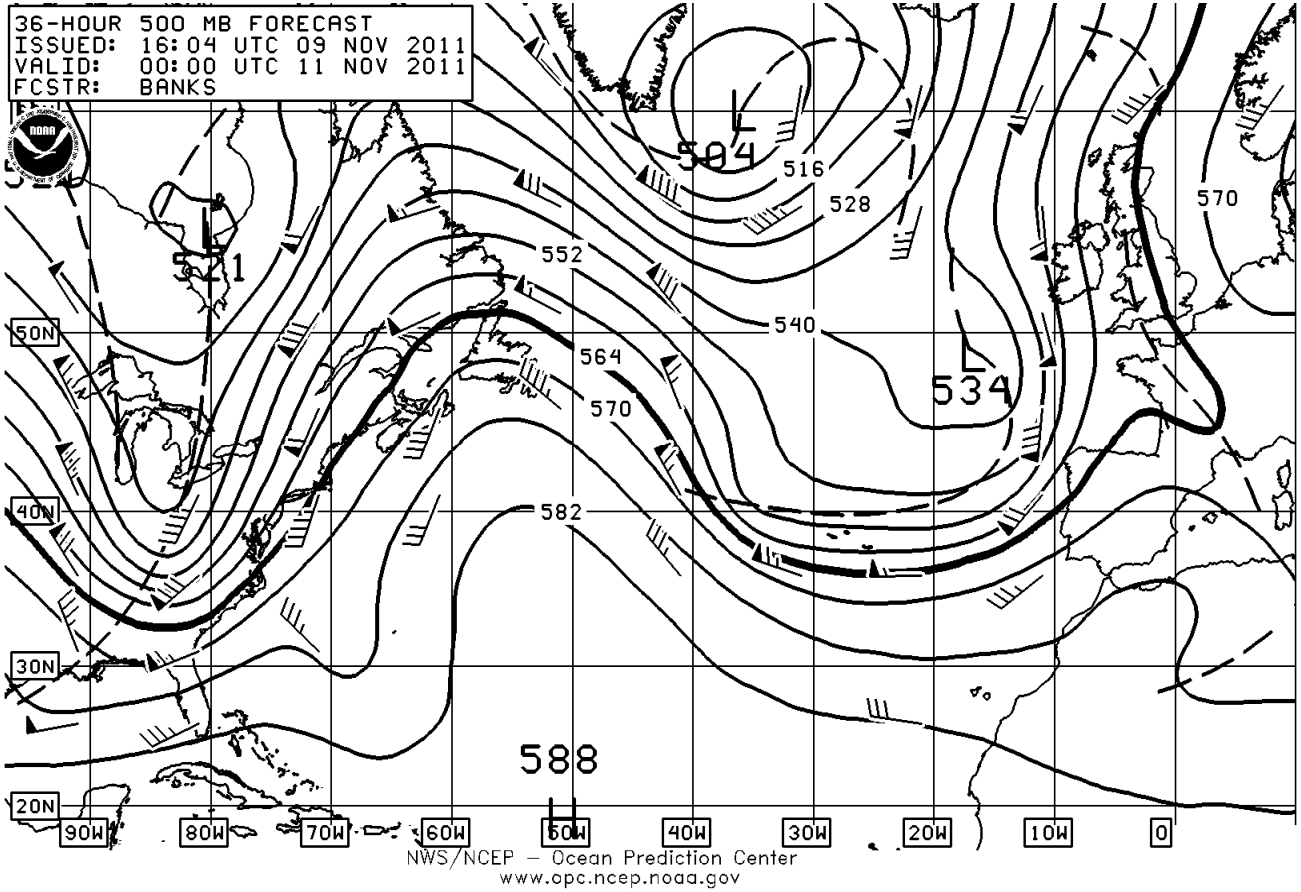 36-HOUR 500 MB FORECAST
ISSUED: 16:04 UTC 09 NOV 2011
VALID: 00:00 UTC 11 NOV 2011
FCSTR: BANKS
NOAA
L
504
516
528
570
L
521
552
540
50N
564
L
534
570
40N
582
30N
588
H
20N
90W
80W
70W
60W
50W
40W
30W
20W
10W
0
NWS/NCEP – Ocean Prediction Center
www.opc.ncep.noaa.gov